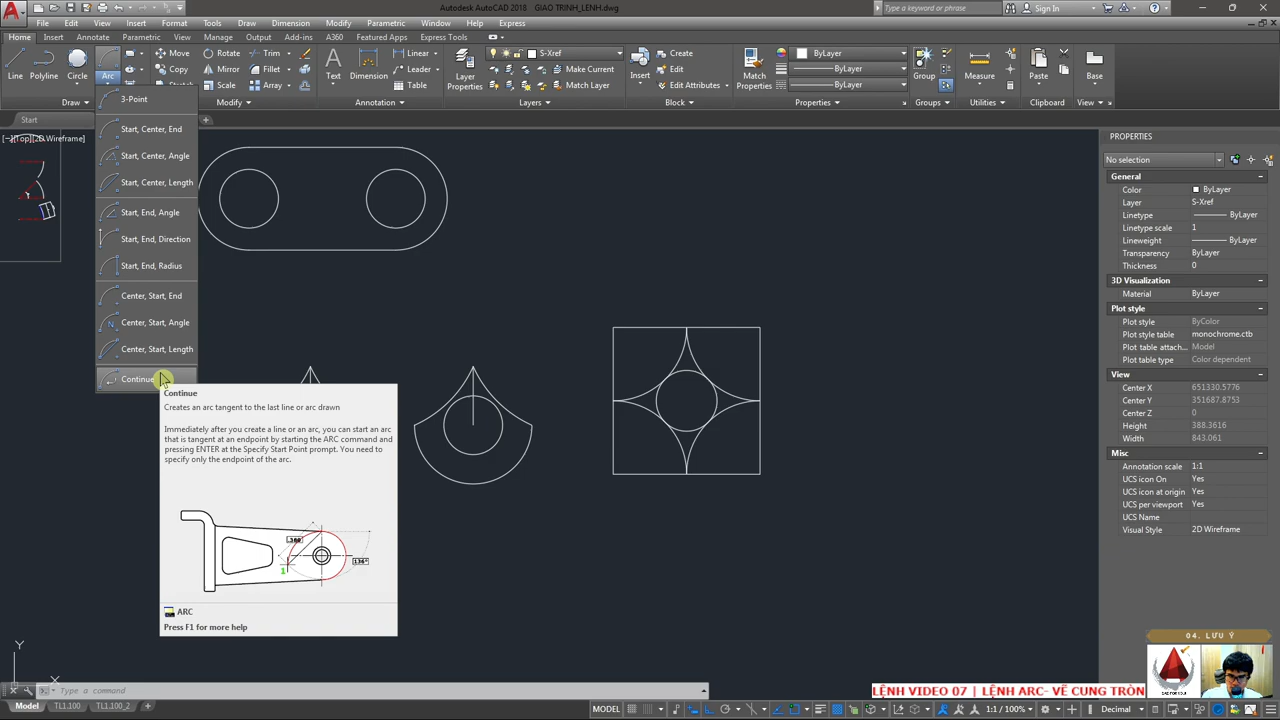 Autodesk AutoCAD 2018   GIAO TRINH_LENH.dwg
Type a keyword or phrase
Sign In
File Edit View Insert Format Tools Draw Dimension Modify Parametric Window Help Express
Home Insert Annotate Parametric View Manage Output Add-ins A360 Featured Apps Express Tools
Line Polyline Circle Arc
Move Rotate Trim
Copy Mirror Fillet
Stretch Scale Array
Text Dimension
Linear
Leader
Table
Layer Properties
S-Xref
Make Current
Match Layer
Insert
Create
Edit
Edit Attributes
Match Properties
ByLayer
ByLayer
ByLayer
Group Measure Paste Base
Draw Modify Annotation Layers Block Properties Groups Utilities Clipboard View
Start
[−][Top][2D Wireframe]
3-Point
Start, Center, End
Start, Center, Angle
Start, Center, Length
Start, End, Angle
Start, End, Direction
Start, End, Radius
Center, Start, End
Center, Start, Angle
Center, Start, Length
Continue
Continue
Creates an arc tangent to the last line or arc drawn
Immediately after you create a line or an arc, you can start an arc
that is tangent at an endpoint by starting the ARC command and
pressing ENTER at the Specify Start Point prompt. You need to
specify only the endpoint of the arc.
1
ARC
Press F1 for more help
PROPERTIES
No selection
General
Color ByLayer
Layer S-Xref
Linetype ByLayer
Linetype scale 1
Lineweight ByLayer
Transparency ByLayer
Thickness 0
3D Visualization
Material ByLayer
Plot style
Plot style ByColor
Plot style table monochrome.ctb
Plot table attach... Model
Plot table type Color dependent
View
Center X 651330.5776
Center Y 351687.8753
Center Z 0
Height 388.3616
Width 843.061
Misc
Annotation scale 1:1
UCS icon On Yes
UCS icon at origin Yes
UCS per viewport Yes
UCS Name
Visual Style 2D Wireframe
Y
Type a command
04. LƯU Ý
LỆNH VIDEO 07 | LỆNH ARC- VẼ CUNG TRÒN
Model TL1.100 TL1.100_2
MODEL 1:1 / 100% Decimal